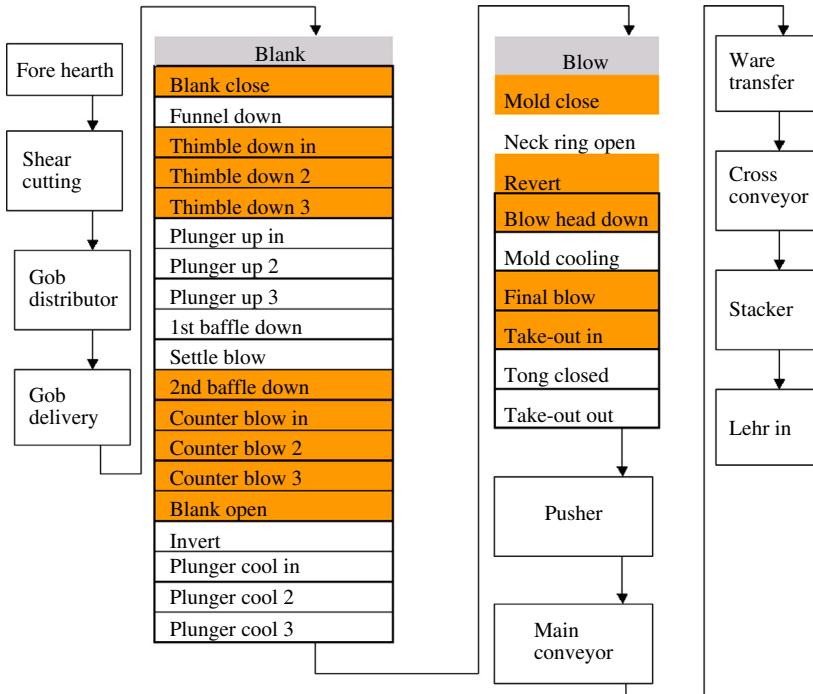 Fore hearth
Shear
cutting
Gob
distributor
Gob
delivery
Blank
Blank close
Funnel down
Thimble down in
Thimble down 2
Thimble down 3
Plunger up in
Plunger up 2
Plunger up 3
1st baffle down
Settle blow
2nd baffle down
Counter blow in
Counter blow 2
Counter blow 3
Blank open
Invert
Plunger cool in
Plunger cool 2
Plunger cool 3
Blow
Mold close
Neck ring open
Revert
Blow head down
Mold cooling
Final blow
Take-out in
Tong closed
Take-out out
Pusher
Main
conveyor
Ware
transfer
Cross
conveyor
Stacker
Lehr in